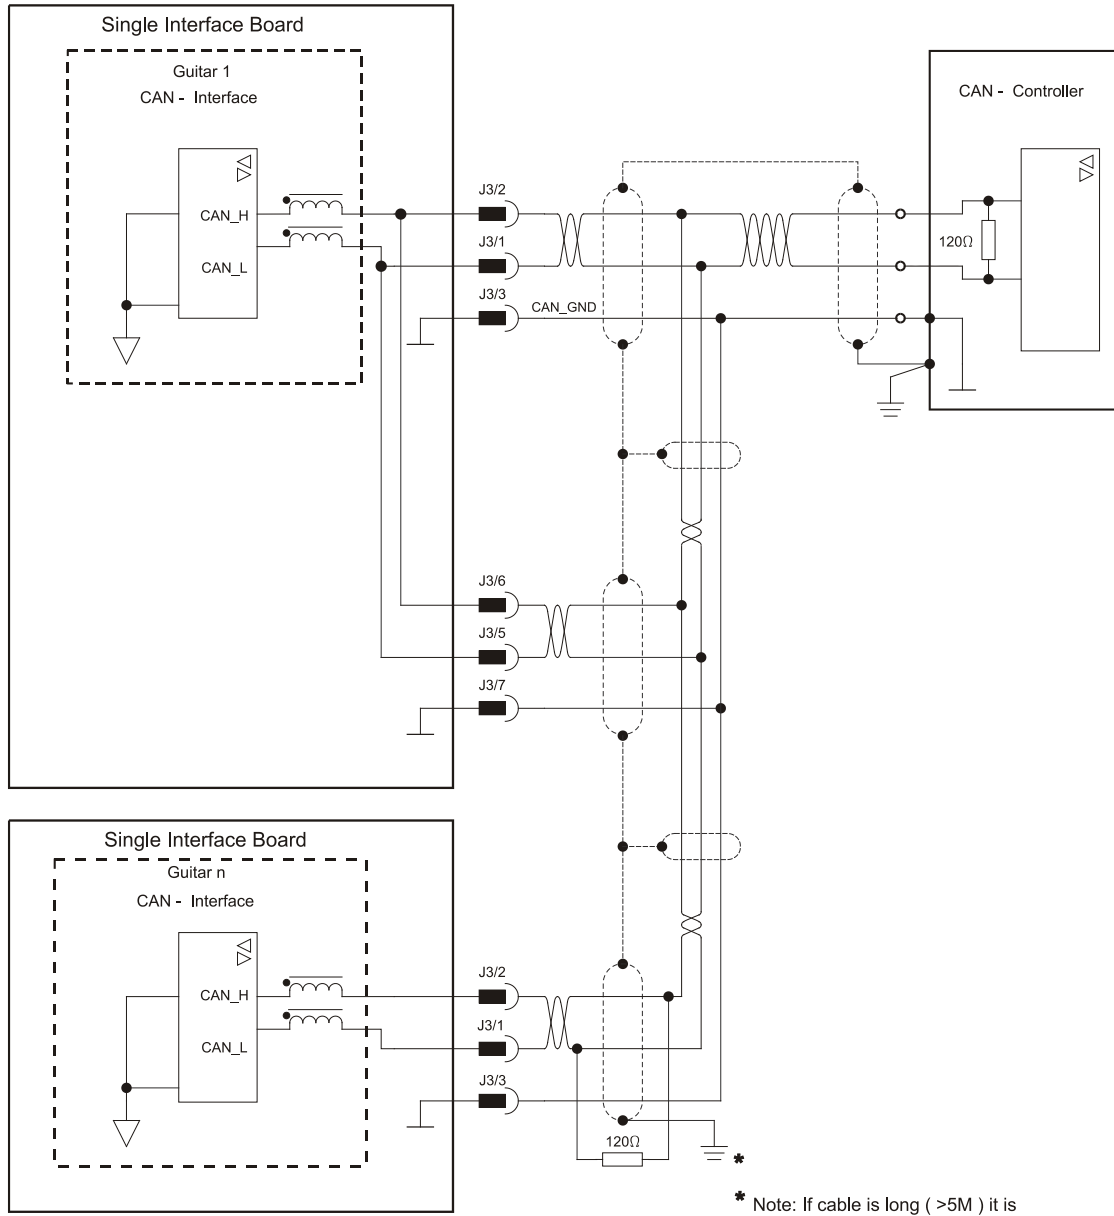 Single Interface Board
Guitar 1
CAN - Interface
CAN_H
CAN_L
J3/2
J3/1
J3/3
CAN_GND
CAN - Controller
120Ω
J3/6
J3/5
J3/7
Single Interface Board
Guitar n
CAN - Interface
CAN_H
CAN_L
J3/2
J3/1
J3/3
120Ω
*
* Note: If cable is long ( >5M ) it is